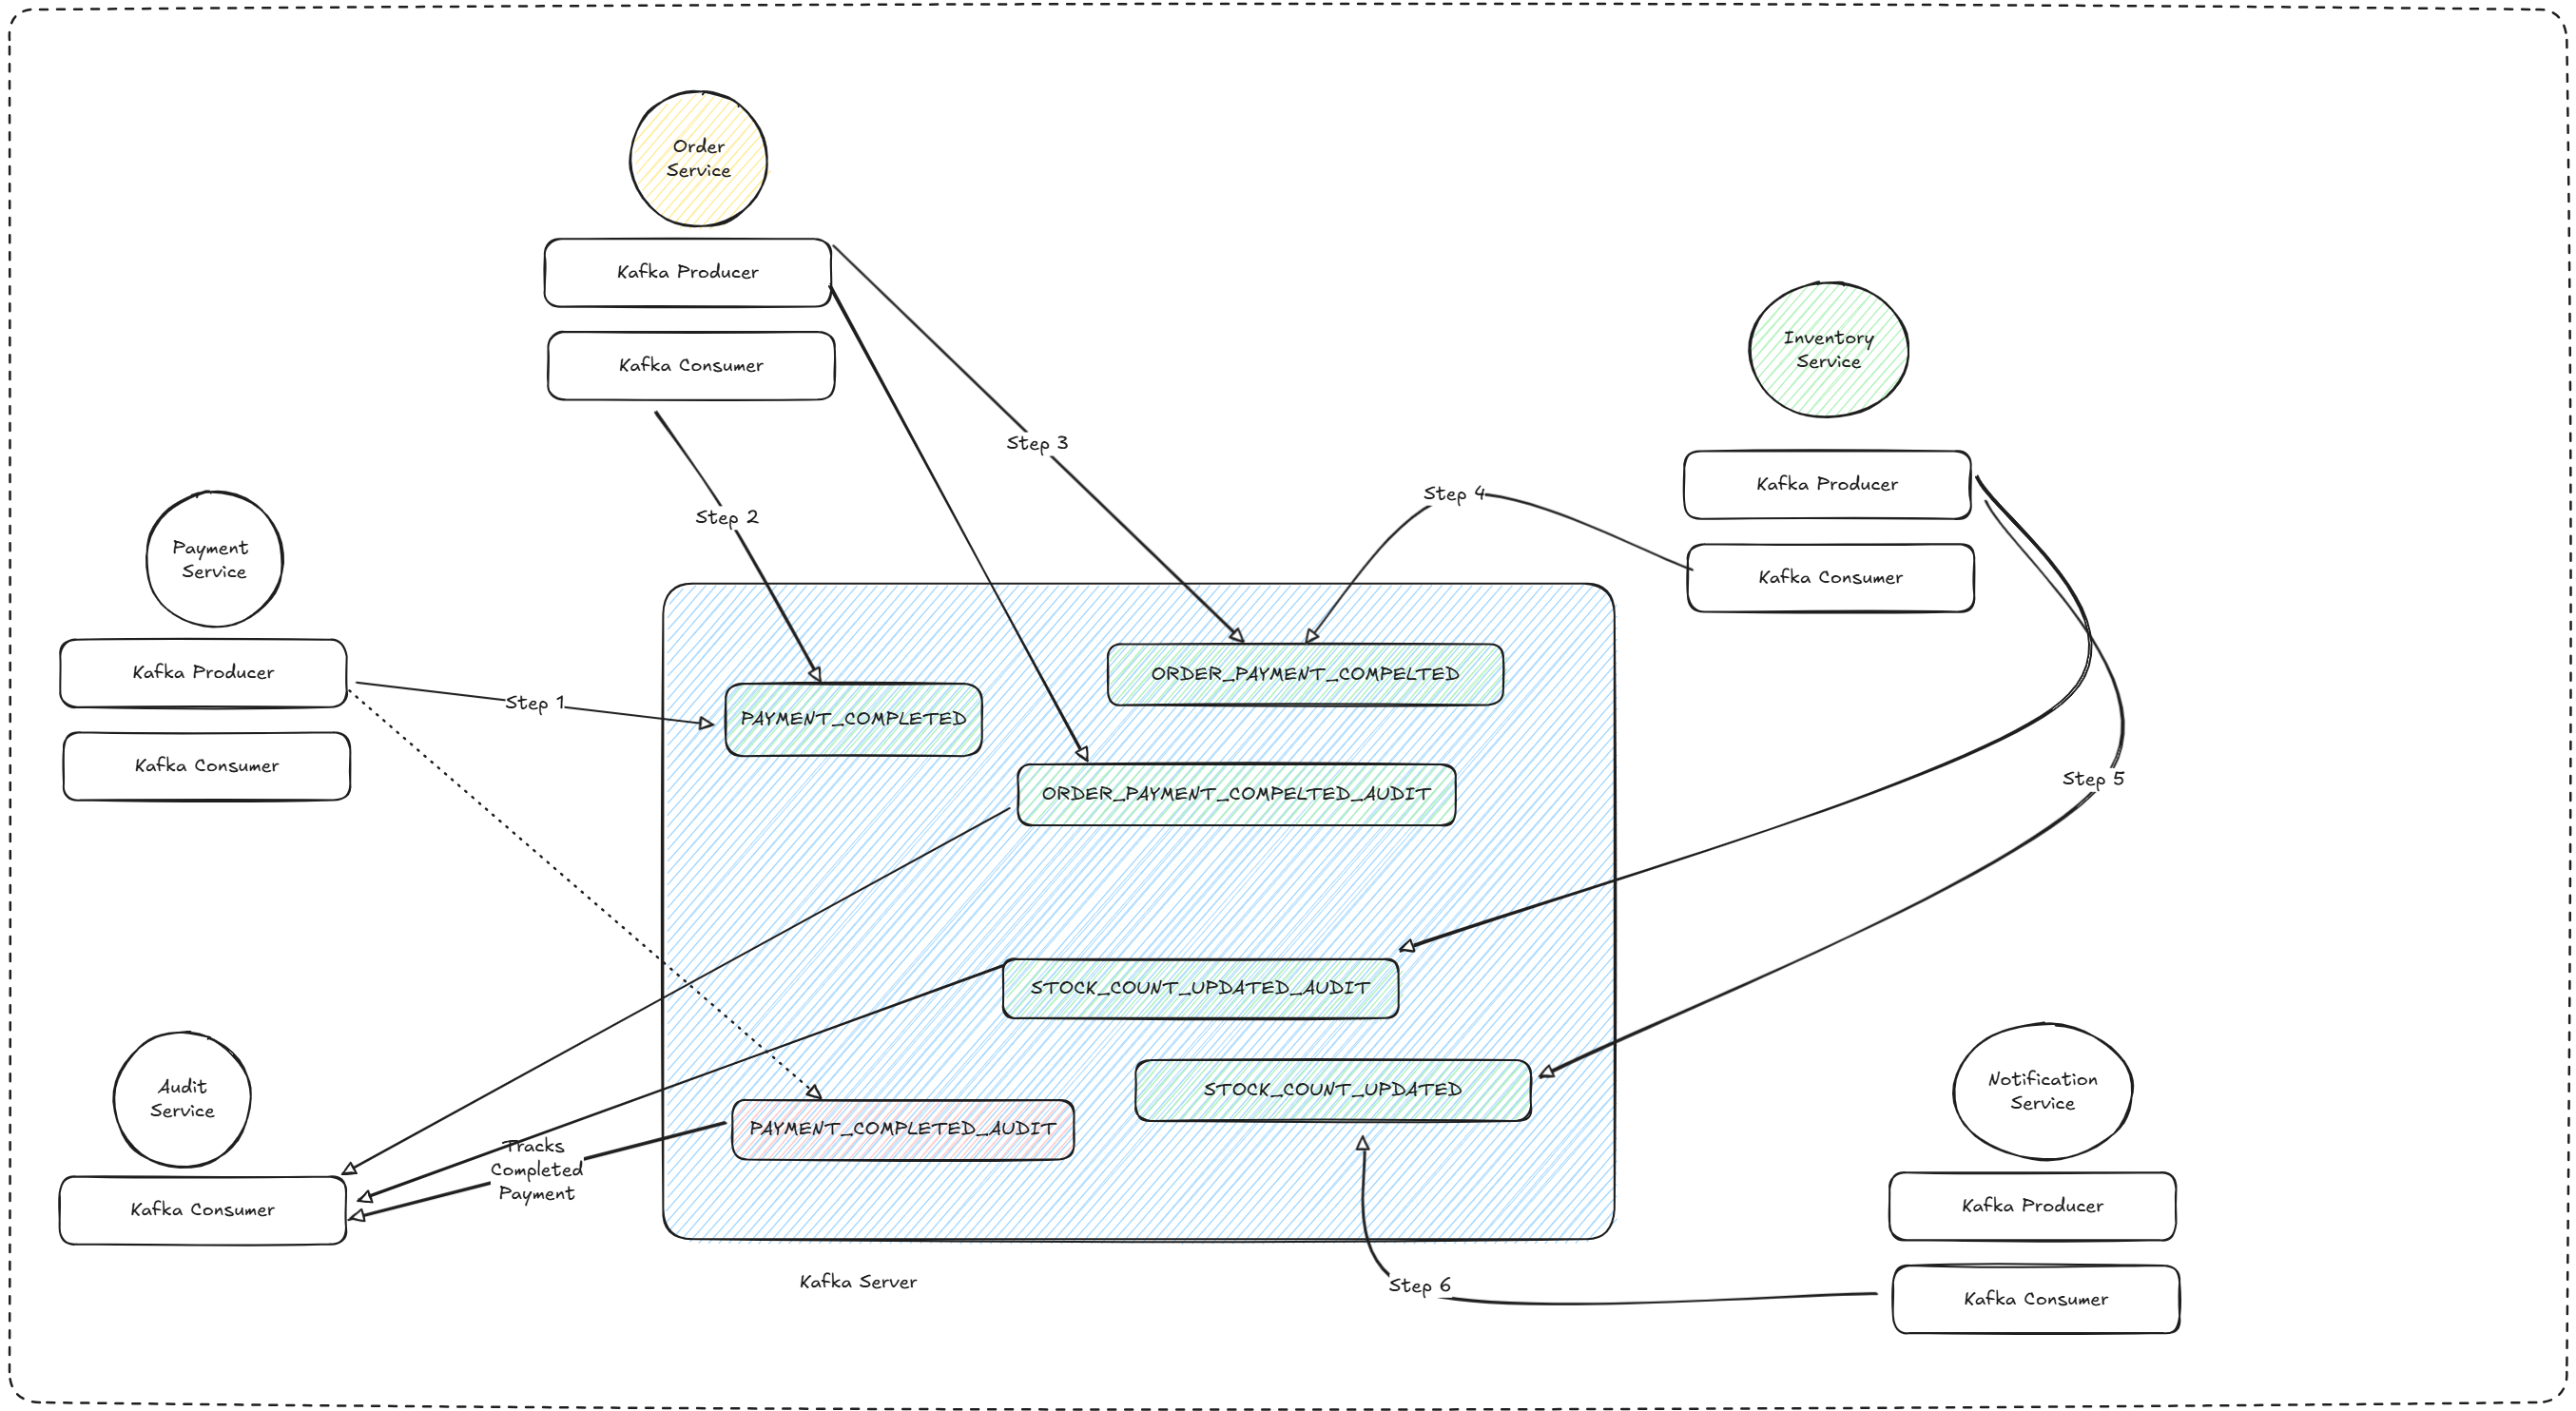 Order
Service
Kafka Producer
Kafka Consumer
Inventory
Service
Kafka Producer
Kafka Consumer
Step 3
Step 4
Step 2
Payment
Service
Kafka Producer
Kafka Consumer
Step 1
ORDER_PAYMENT_COMPELTED
PAYMENT_COMPLETED
ORDER_PAYMENT_COMPELTED_AUDIT
Step 5
STOCK_COUNT_UPDATED_AUDIT
STOCK_COUNT_UPDATED
PAYMENT_COMPLETED_AUDIT
Audit
Service
Kafka Consumer
Tracks
Completed
Payment
Notification
Service
Kafka Producer
Kafka Consumer
Kafka Server
Step 6